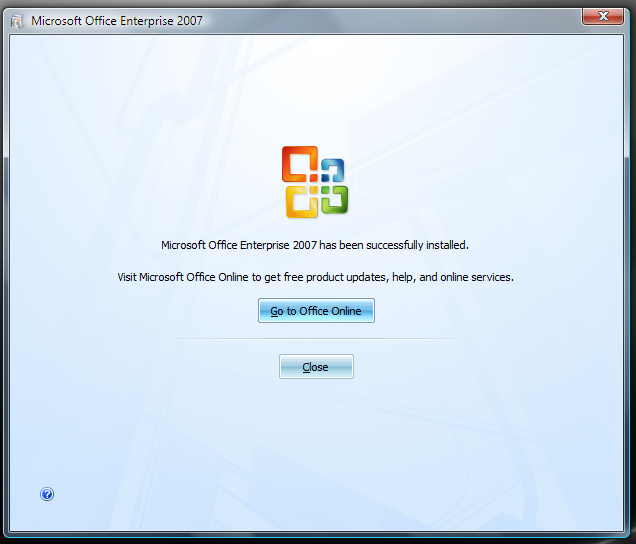 Microsoft Office Enterprise 2007
Microsoft Office Enterprise 2007 has been successfully installed.
Visit Microsoft Office Online to get free product updates, help, and online services.
Go to Office Online
Close
?